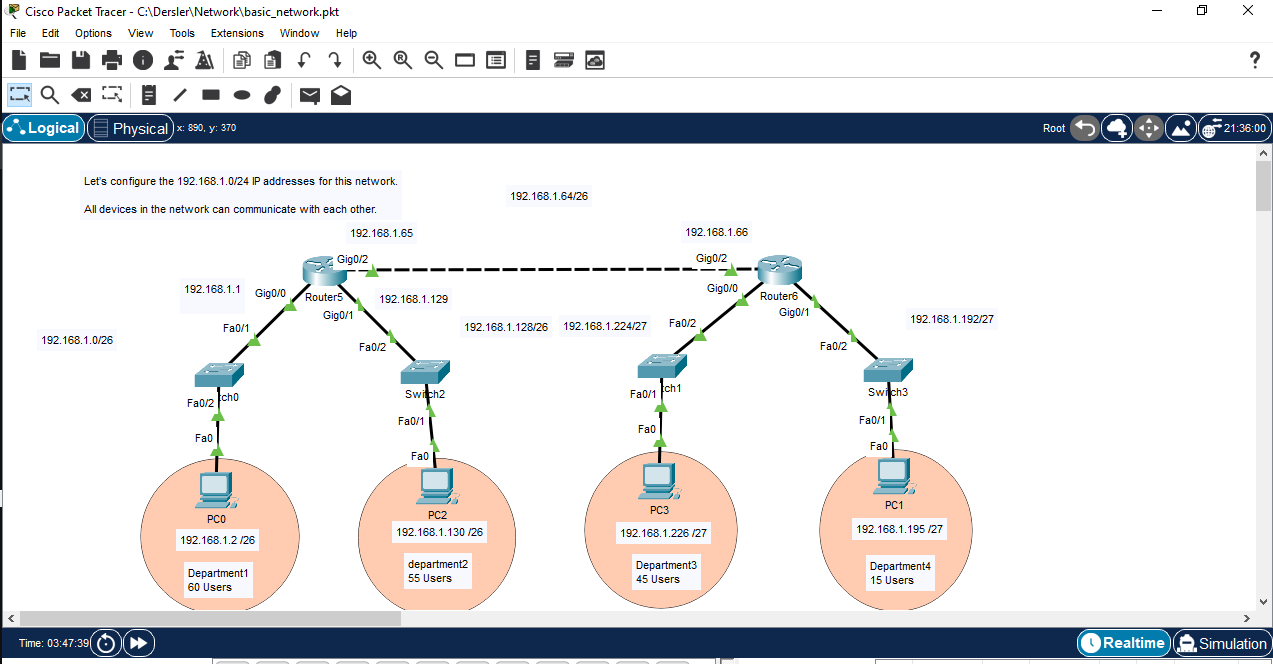 Cisco Packet Tracer - C:\Dersler\Network\basic_network.pkt
File Edit Options View Tools Extensions Window Help
?
Logical Physical x: 890, y: 370 Root 21:36:00
Let's configure the 192.168.1.0/24 IP addresses for this network.
All devices in the network can communicate with each other.
192.168.1.64/26
192.168.1.65 192.168.1.66
Gig0/2 Gig0/2
192.168.1.1 Gig0/0 Router5 192.168.1.129 Gig0/0 Router6
Gig0/1 Gig0/1
192.168.1.0/26 Fa0/1 192.168.1.128/26 192.168.1.224/27 Fa0/2 192.168.1.192/27
Fa0/2 Fa0/2
Fa0/2 tch0 Switch2 Fa0/1 tch1 Switch3
Fa0/1 Fa0/1
Fa0 Fa0 Fa0 Fa0
PC0 PC2 PC3 PC1
192.168.1.2 /26 192.168.1.130 /26 192.168.1.226 /27 192.168.1.195 /27
Department1 department2 Department3 Department4
60 Users 55 Users 45 Users 15 Users
Time: 03:47:39 Realtime Simulation